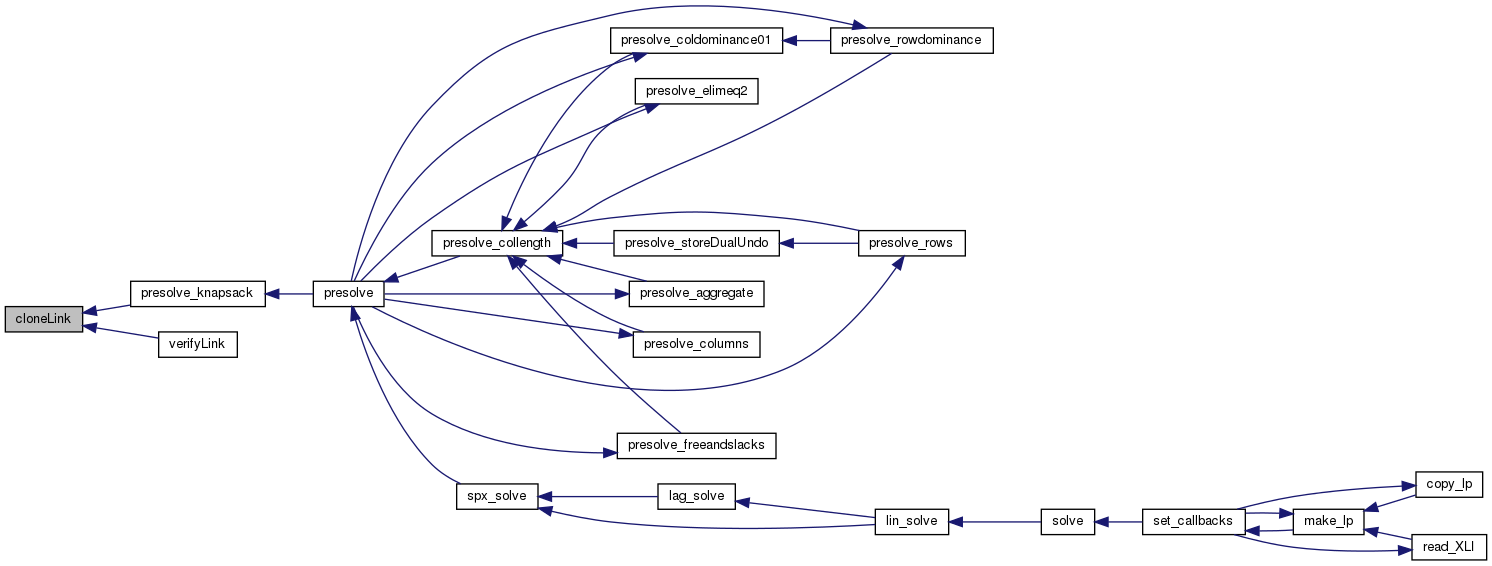 presolve_coldominance01
presolve_rowdominance
presolve_elimeq2
presolve_collength
presolve_storeDualUndo
presolve_rows
presolve_knapsack
presolve
presolve_aggregate
cloneLink
verifyLink
presolve_columns
presolve_freeandslacks
spx_solve
lag_solve
copy_lp
lin_solve
solve
set_callbacks
make_lp
read_XLI